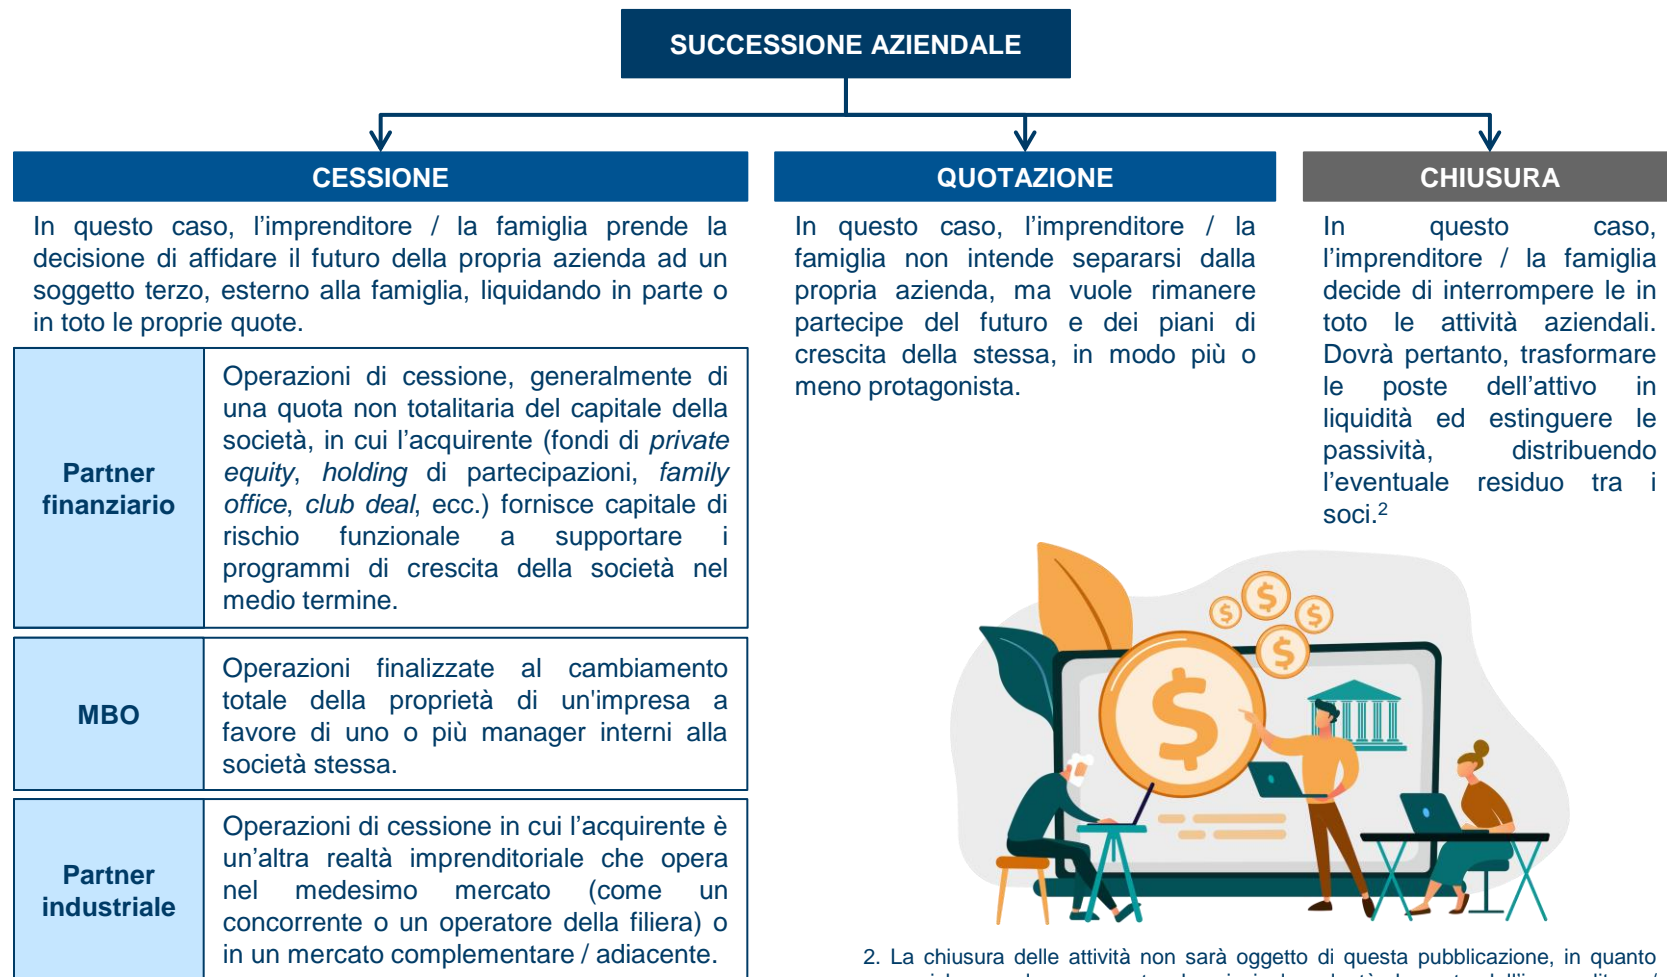 SUCCESSIONE AZIENDALE
CESSIONE
In questo caso, l’imprenditore / la famiglia prende la
decisione di affidare il futuro della propria azienda ad un
soggetto terzo, esterno alla famiglia, liquidando in parte o
in toto le proprie quote.
Partner
finanziario
Operazioni di cessione, generalmente di
una quota non totalitaria del capitale della
società, in cui l’acquirente (fondi di private
equity, holding di partecipazioni, family
office, club deal, ecc.) fornisce capitale di
rischio funzionale a supportare i
programmi di crescita della società nel
medio termine.
MBO
Operazioni finalizzate al cambiamento
totale della proprietà di un'impresa a
favore di uno o più manager interni alla
società stessa.
Partner
industriale
Operazioni di cessione in cui l’acquirente è
un’altra realtà imprenditoriale che opera
nel medesimo mercato (come un
concorrente o un operatore della filiera) o
in un mercato complementare / adiacente.
QUOTAZIONE
In questo caso, l’imprenditore / la
famiglia non intende separarsi dalla
propria azienda, ma vuole rimanere
partecipe del futuro e dei piani di
crescita della stessa, in modo più o
meno protagonista.
CHIUSURA
In questo caso,
l’imprenditore / la famiglia
decide di interrompere le in
toto le attività aziendali.
Dovrà pertanto, trasformare
le poste dell’attivo in
liquidità ed estinguere le
passività, distribuendo
l’eventuale residuo tra i
soci.2
2. La chiusura delle attività non sarà oggetto di questa pubblicazione, in quanto